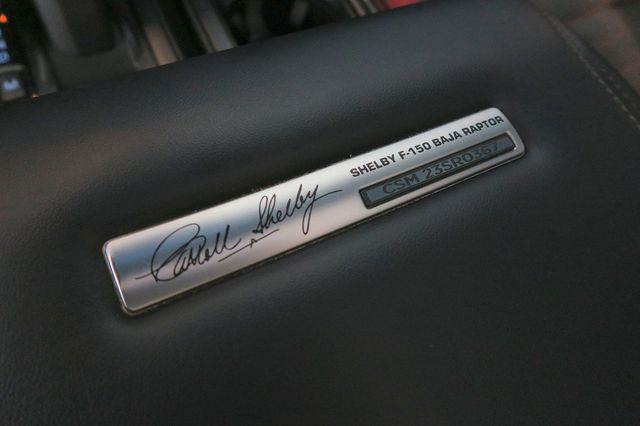 Carroll Shelby
SHELBY F-150 BAJA RAPTOR
CSM 23SR0367